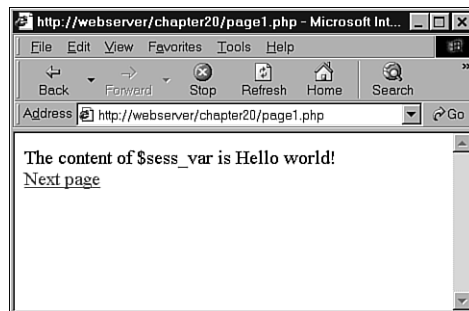 http://webserver/chapter20/page1.php - Microsoft Int...
File Edit View Favorites Tools Help
Back Forward Stop Refresh Home Search »
Address http://webserver/chapter20/page1.php Go
The content of $sess_var is Hello world!
Next page